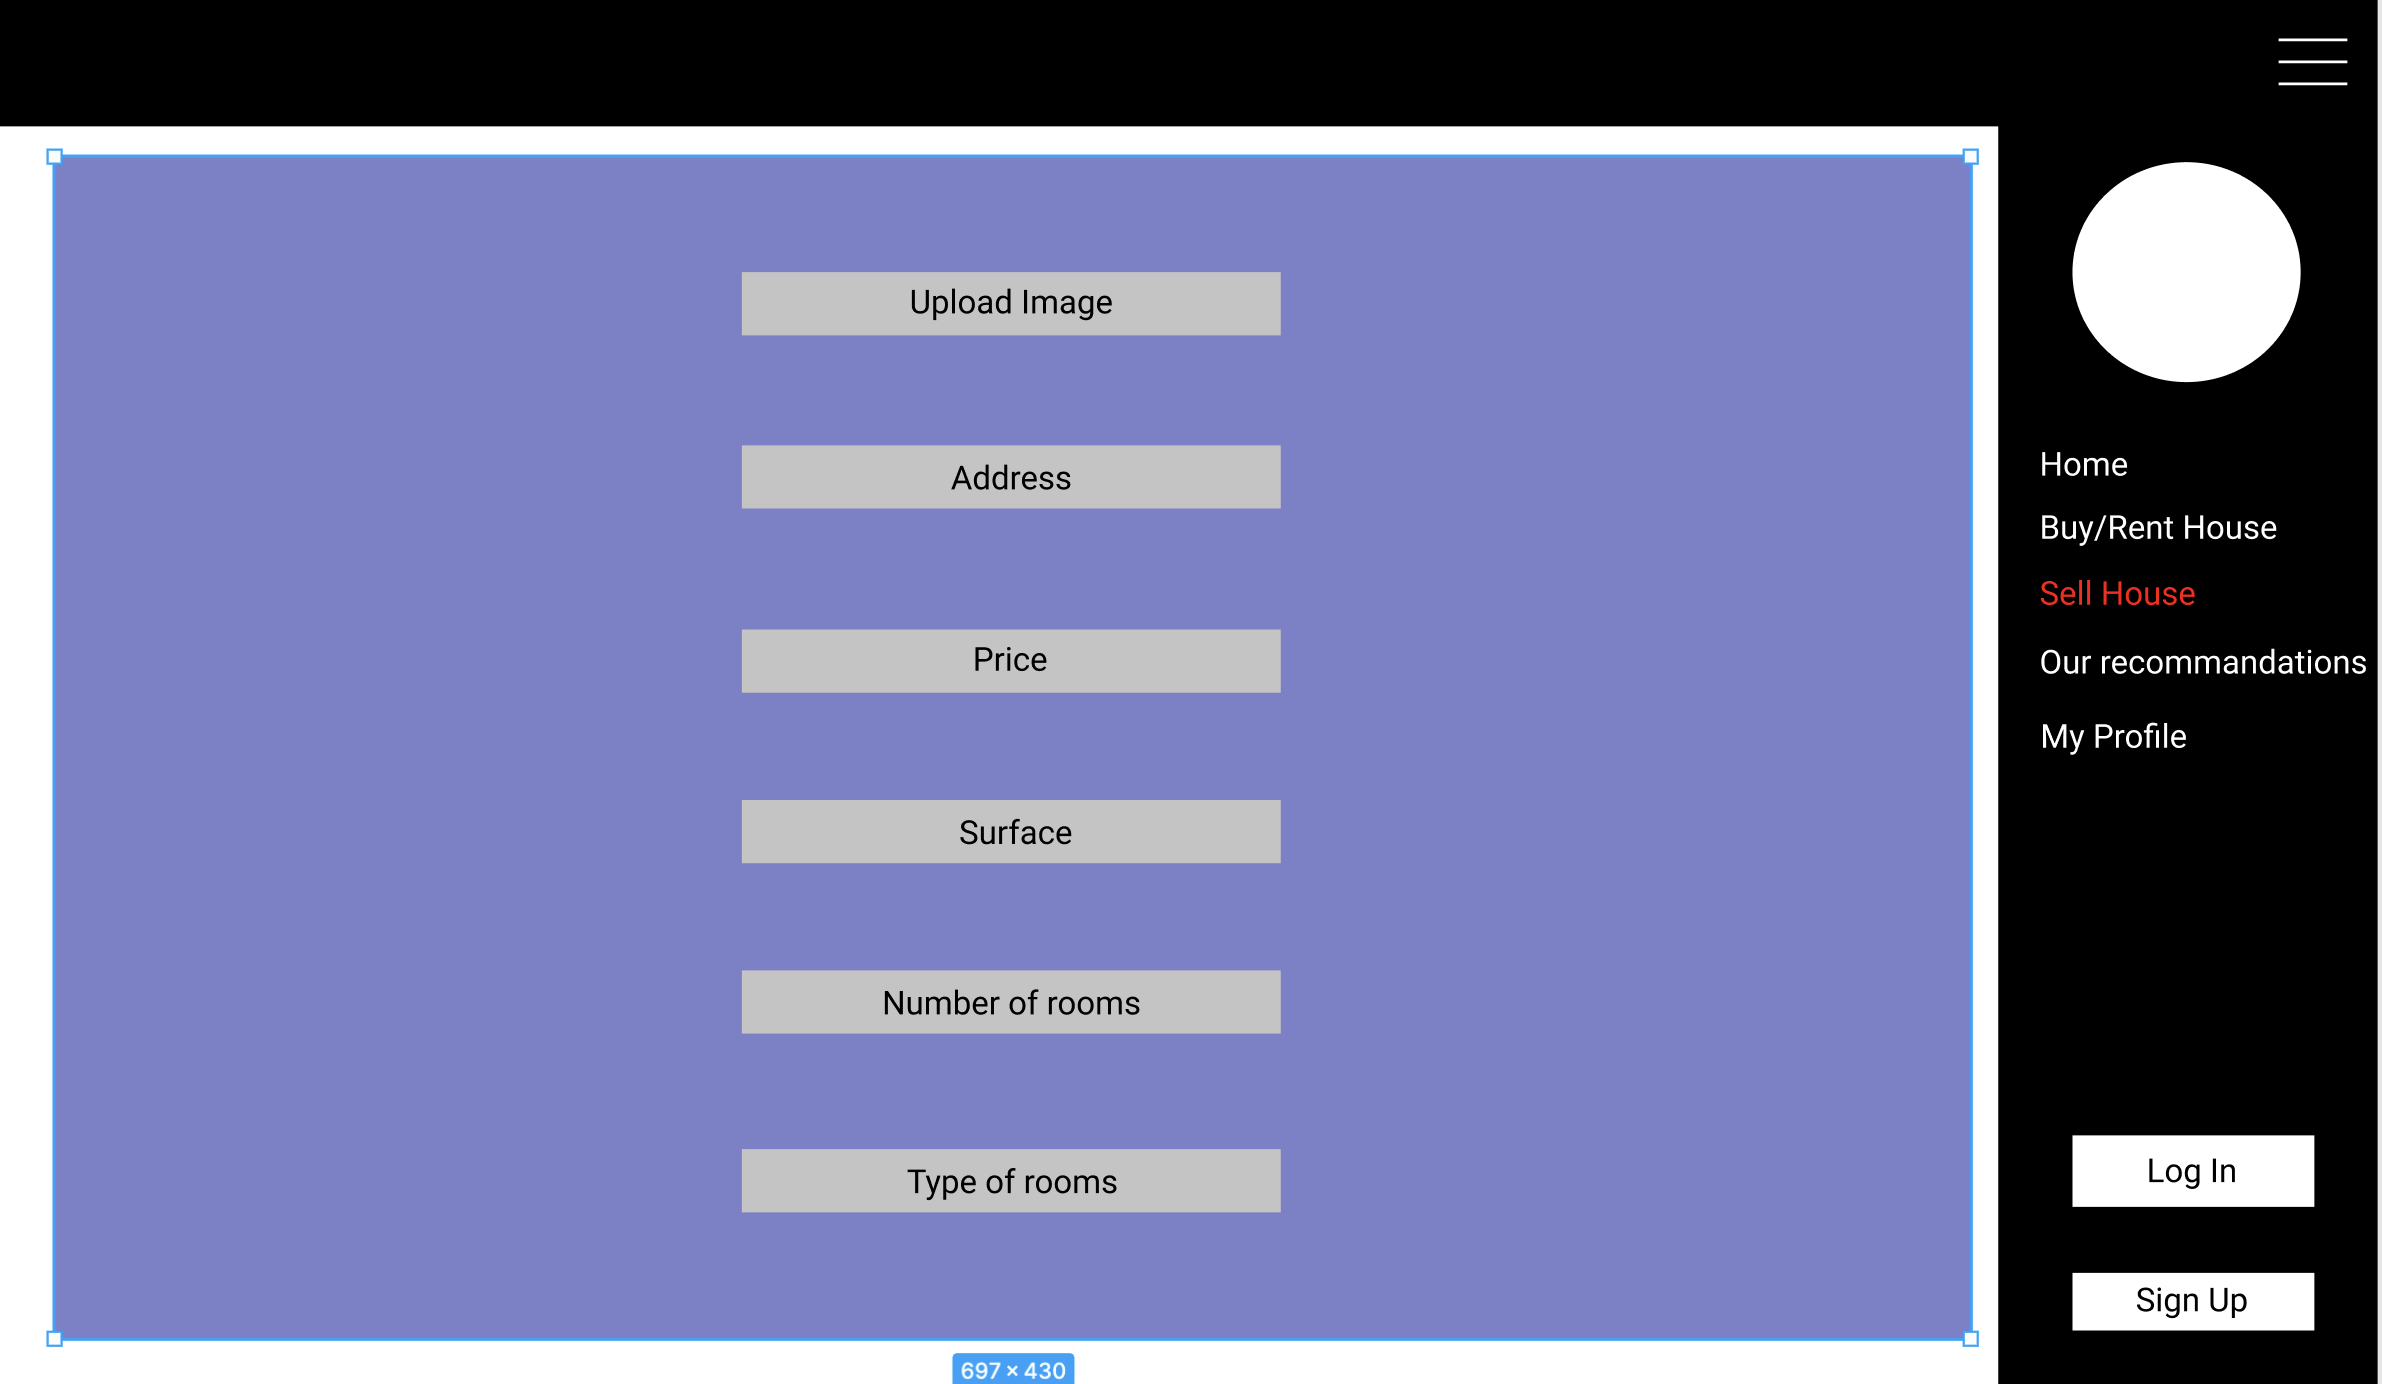 Upload Image
Address
Price
Surface
Number of rooms
Type of rooms
697 × 430
Home
Buy/Rent House
Sell House
Our recommandations
My Profile
Log In
Sign Up